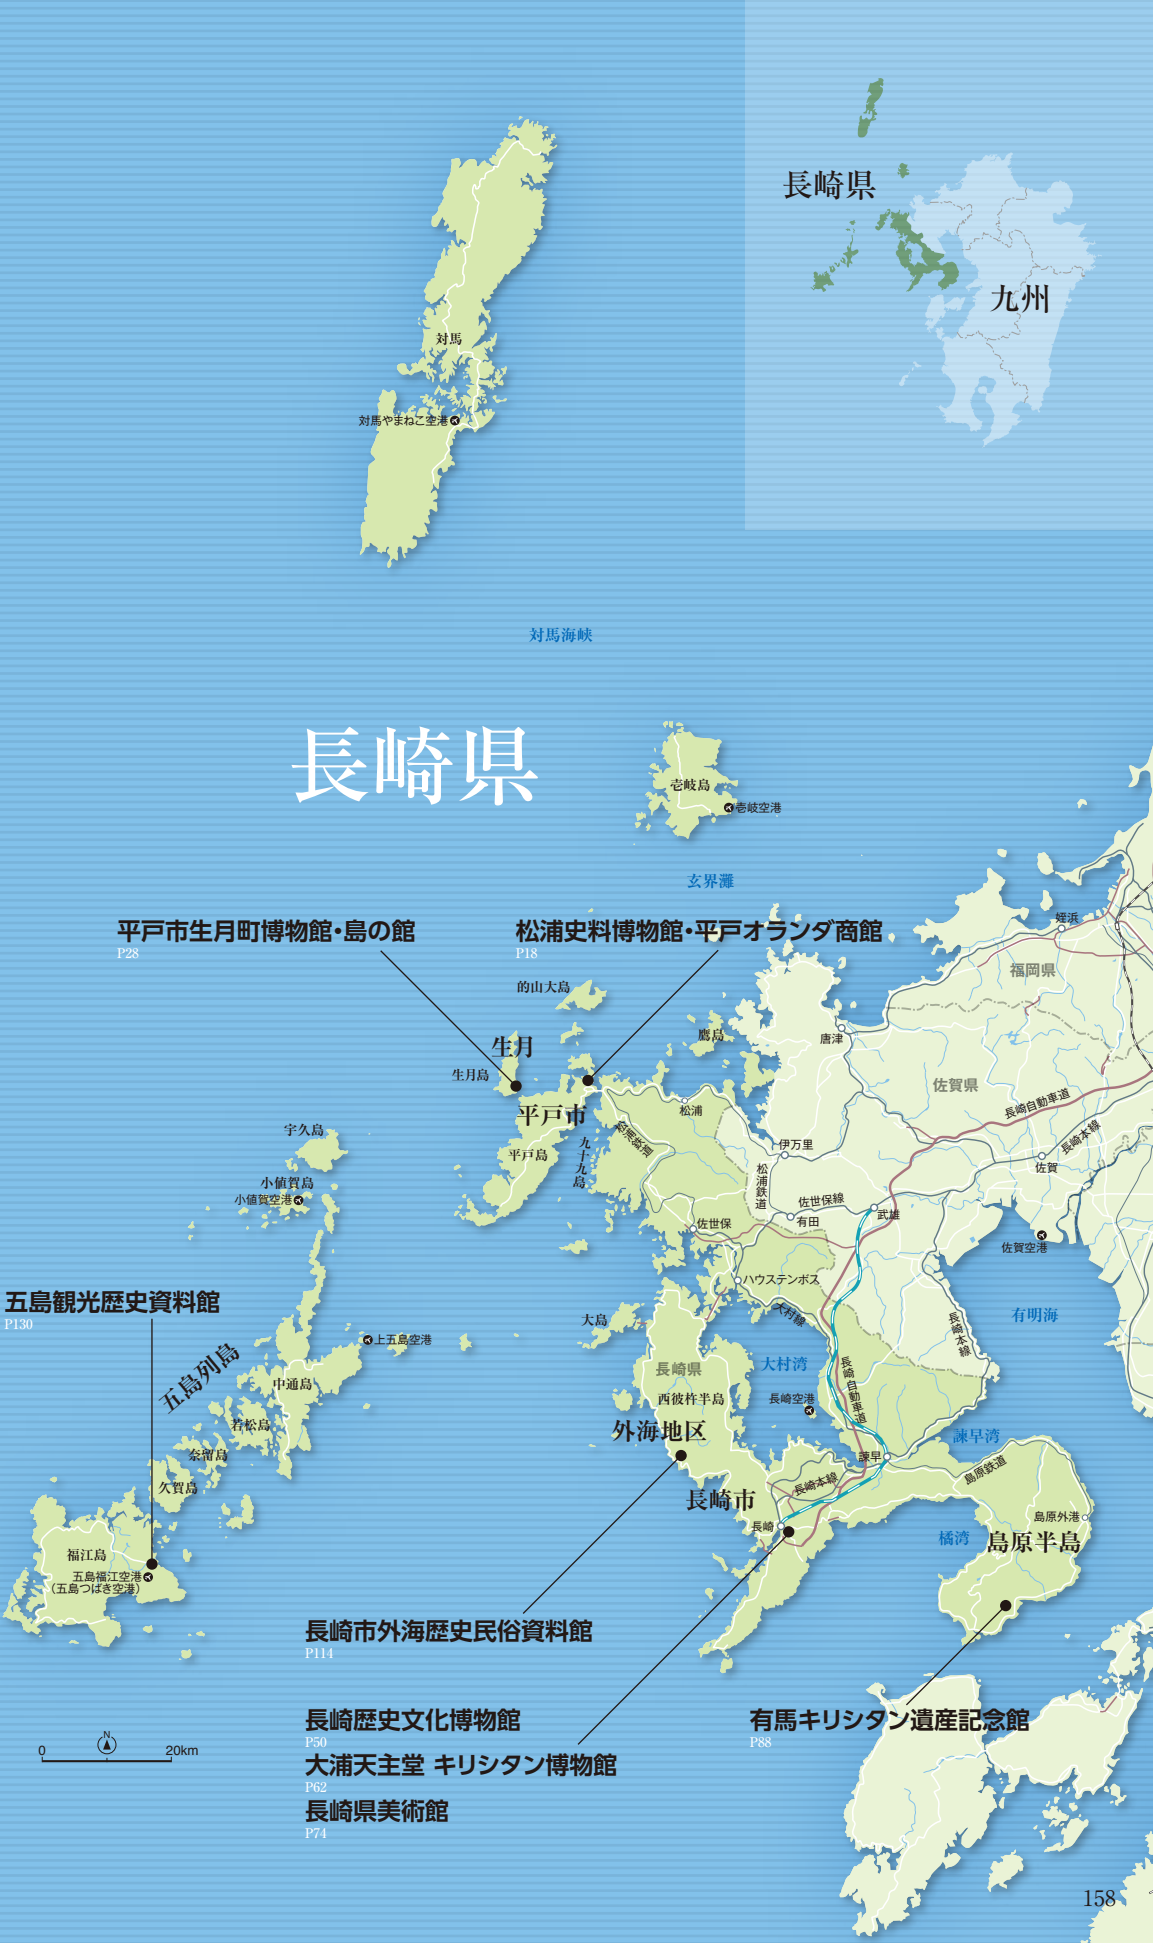 長崎県
九州
対馬
対馬やまねこ空港
対馬海峡
長崎県
壱岐島
壱岐空港
玄界灘
平戸市生月町博物館・島の館
P28
松浦史料博物館・平戸オランダ商館
P18
姪浜
福岡県
的山大島
鷹島
唐津
生月
生月島
佐賀県
長崎自動車道
平戸市
松浦
松浦鉄道
宇久島
平戸島
九十九島
伊万里
長崎本線
佐賀
小値賀島
小値賀空港
松浦鉄道
佐世保線
有田
武雄
佐世保
佐賀空港
ハウステンボス
五島観光歴史資料館
P130
大村線
有明海
大島
長崎本線
上五島空港
五島列島
長崎県
大村湾
中通島
西彼杵半島
長崎空港
長崎自動車道
若松島
外海地区
諫早湾
奈留島
諫早
島原鉄道
久賀島
長崎市
長崎本線
長崎
島原外港
橘湾
島原半島
福江島
五島福江空港
(五島つばき空港)
長崎市外海歴史民俗資料館
P114
長崎歴史文化博物館
P50
有馬キリシタン遺産記念館
P88
大浦天主堂 キリシタン博物館
P62
長崎県美術館
P74
N
0 20km
158